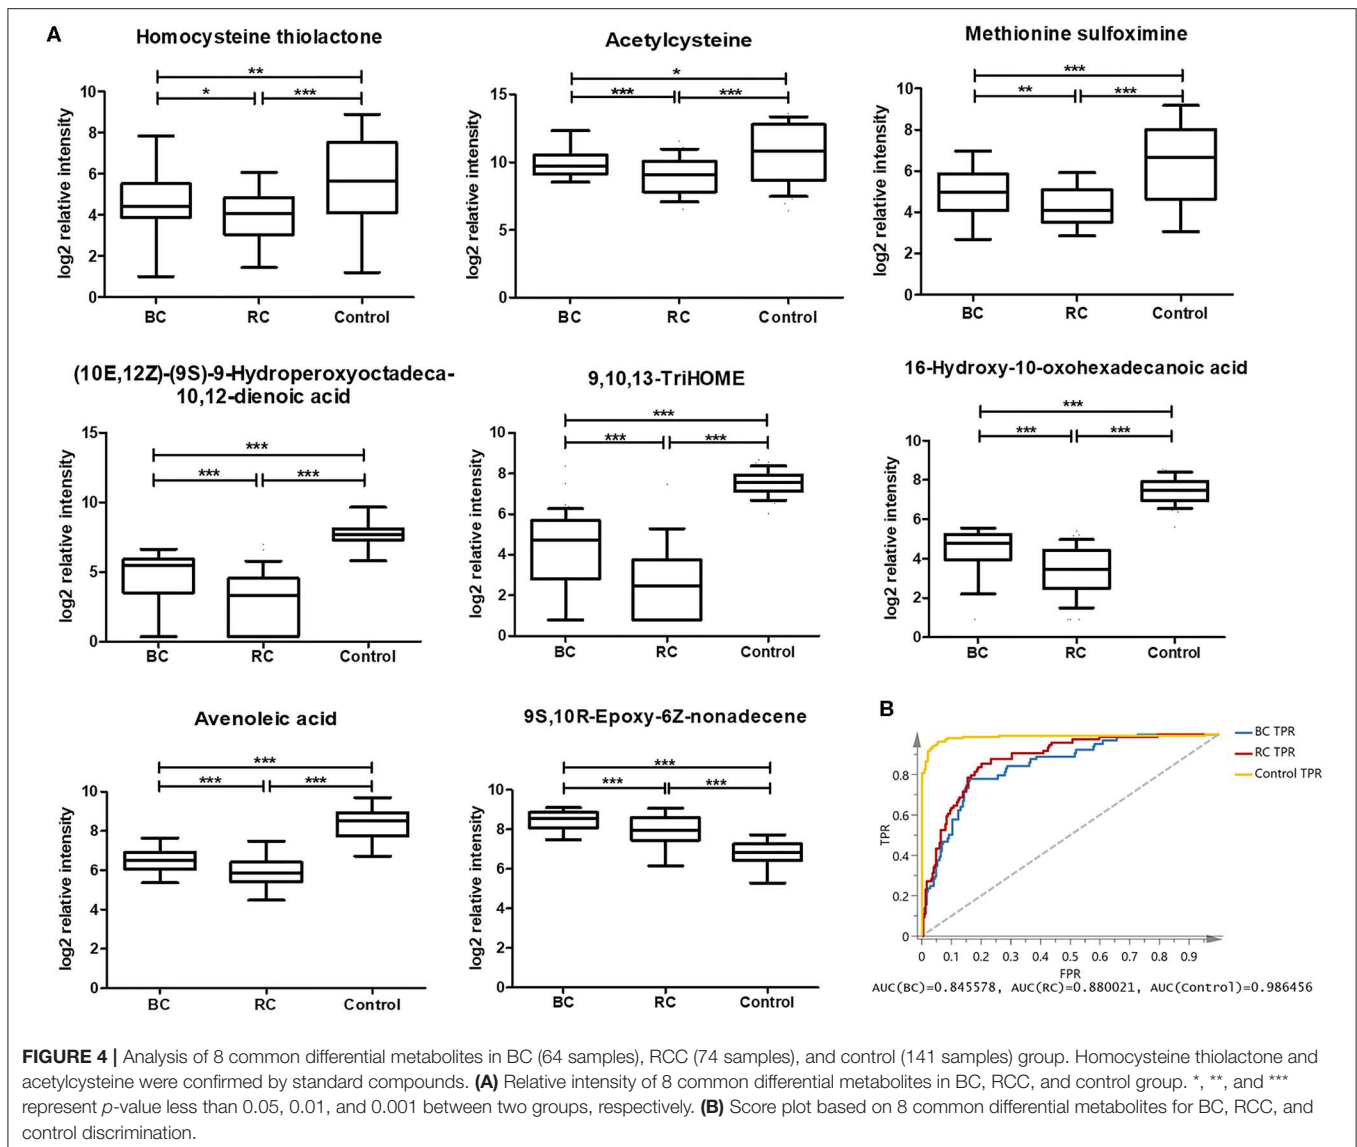 A
Homocysteine thiolactone
** 
* ***
log2 relative intensity
10
8
6
4
2
0
BC RC Control
Acetylcysteine
*
*** ***
log2 relative intensity
15
10
5
0
BC RC Control
Methionine sulfoximine
***
** ***
log2 relative intensity
10
8
6
4
2
0
BC RC Control
(10E,12Z)-(9S)-9-Hydroperoxyoctadeca-
10,12-dienoic acid
***
*** ***
log2 relative intensity
15
10
5
0
BC RC Control
9,10,13-TriHOME
***
*** ***
log2 relative intensity
10
8
6
4
2
0
BC RC Control
16-Hydroxy-10-oxohexadecanoic acid
***
*** ***
log2 relative intensity
10
8
6
4
2
0
BC RC Control
Avenoleic acid
***
*** ***
log2 relative intensity
10
8
6
4
2
0
BC RC Control
9S,10R-Epoxy-6Z-nonadecene
***
*** ***
log2 relative intensity
10
8
6
4
2
0
BC RC Control
B
BC TPR
RC TPR
Control TPR
TPR
0.8
0.6
0.4
0.2
0
0 0.1 0.2 0.3 0.4 0.5 0.6 0.7 0.8 0.9
FPR
AUC(BC)=0.845578, AUC(RC)=0.880021, AUC(Control)=0.986456
FIGURE 4 | Analysis of 8 common differential metabolites in BC (64 samples), RCC (74 samples), and control (141 samples) group. Homocysteine thiolactone and
acetylcysteine were confirmed by standard compounds. (A) Relative intensity of 8 common differential metabolites in BC, RCC, and control group. *, **, and ***
represent p-value less than 0.05, 0.01, and 0.001 between two groups, respectively. (B) Score plot based on 8 common differential metabolites for BC, RCC, and
control discrimination.